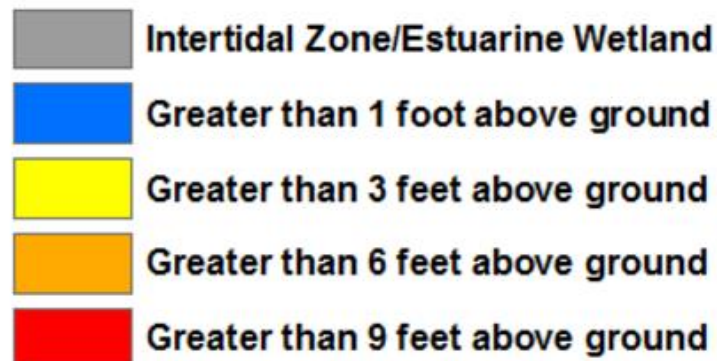 Intertidal Zone/Estuarine Wetland
Greater than 1 foot above ground
Greater than 3 feet above ground
Greater than 6 feet above ground
Greater than 9 feet above ground